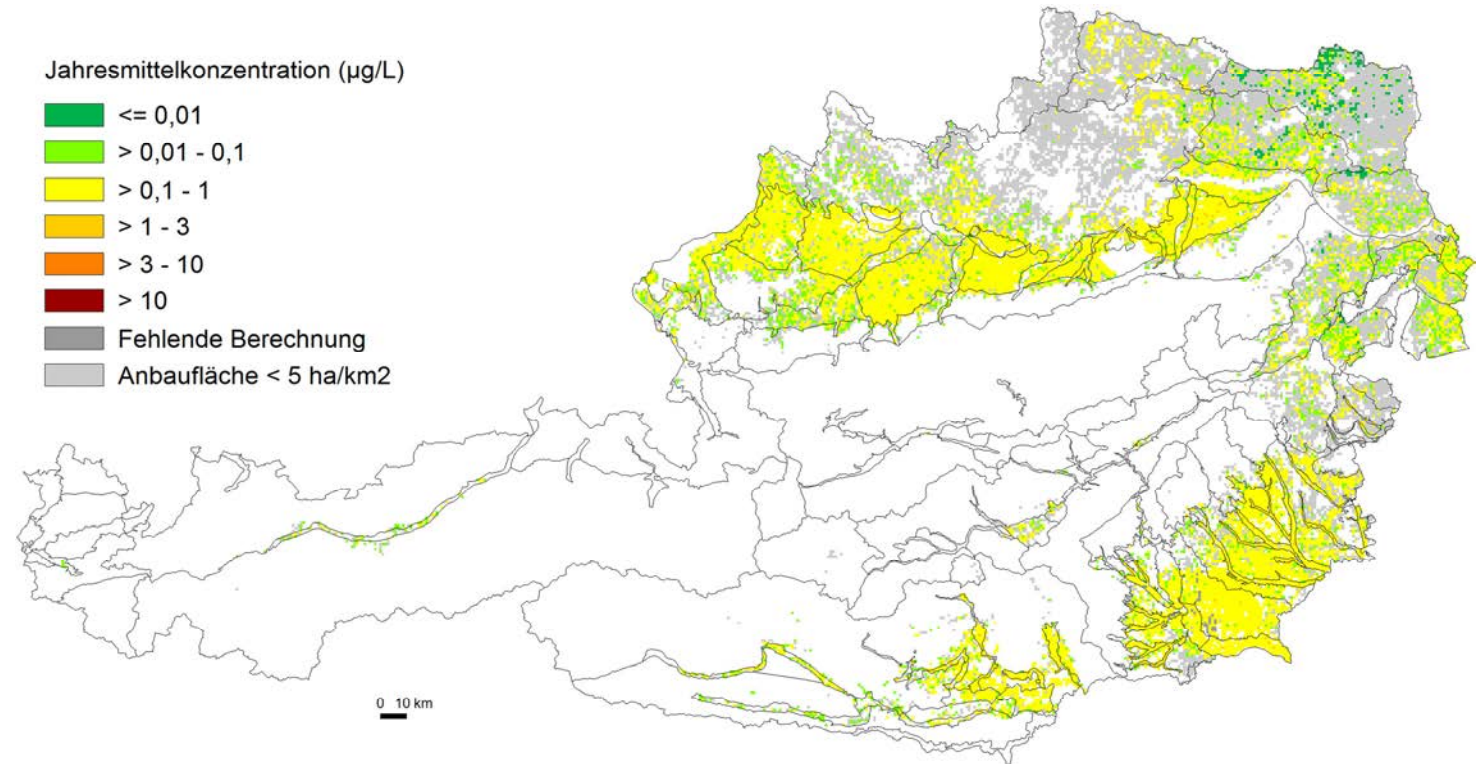 Jahresmittelkonzentration (µg/L)
<= 0,01
> 0,01 - 0,1
> 0,1 - 1
> 1 - 3
> 3 - 10
> 10
Fehlende Berechnung
Anbaufläche < 5 ha/km2
0 10 km